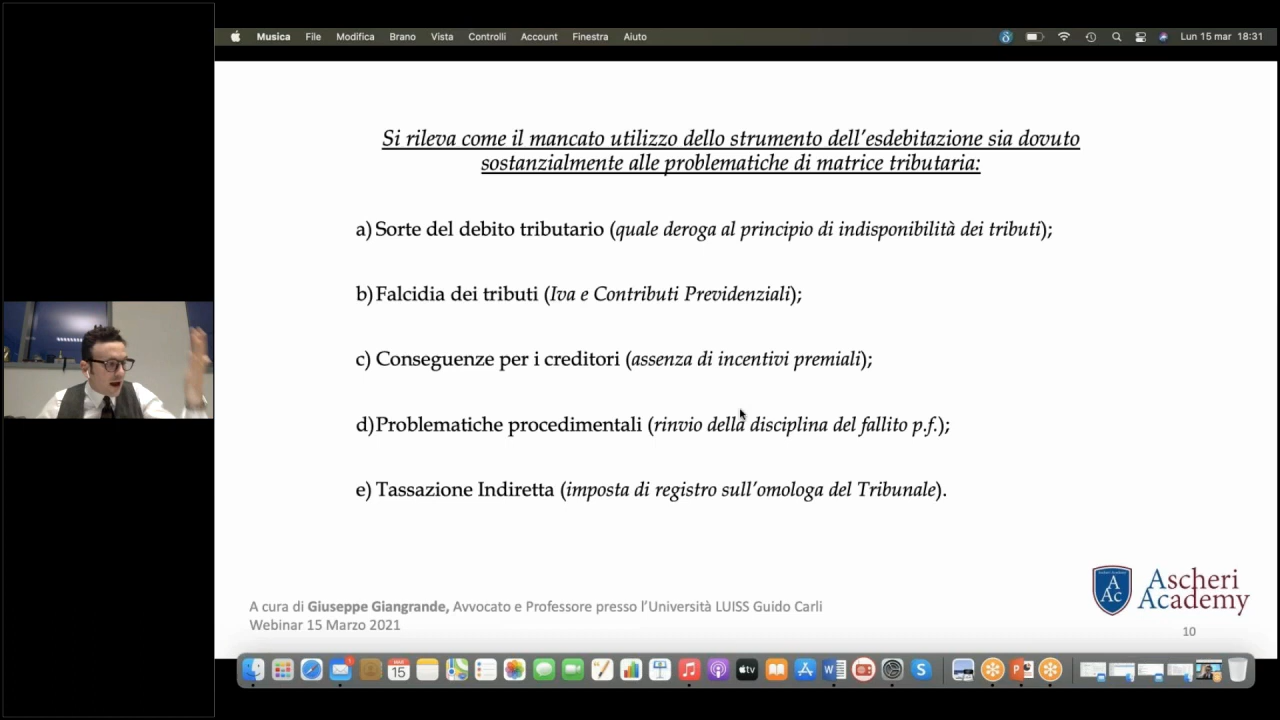 Musica File Modifica Brano Vista Controlli Account Finestra Aiuto Lun 15 mar 18:31
Si rileva come il mancato utilizzo dello strumento dell'esdebitazione sia dovuto
sostanzialmente alle problematiche di matrice tributaria:
a) Sorte del debito tributario (quale deroga al principio di indisponibilità dei tributi);
b) Falcidia dei tributi (Iva e Contributi Previdenziali);
c) Conseguenze per i creditori (assenza di incentivi premiali);
d) Problematiche procedimentali (rinvio della disciplina del fallito p.f.);
e) Tassazione Indiretta (imposta di registro sull'omologa del Tribunale).
A cura di Giuseppe Giangrande, Avvocato e Professore presso l'Università LUISS Guido Carli
Webinar 15 Marzo 2021
A
Ac
Ascheri
Academy
10
15
tv